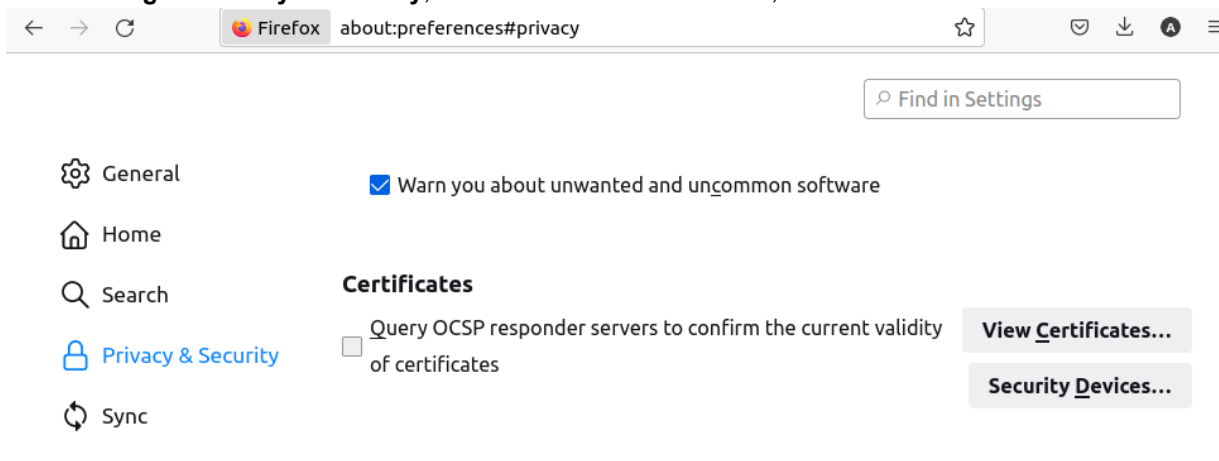 Firefox about:preferences#privacy A
Find in Settings
General
Warn you about unwanted and uncommon software
Home
Certificates
Search
Query OCSP responder servers to confirm the current validity
of certificates
View Certificates...
Privacy & Security
Security Devices...
Sync